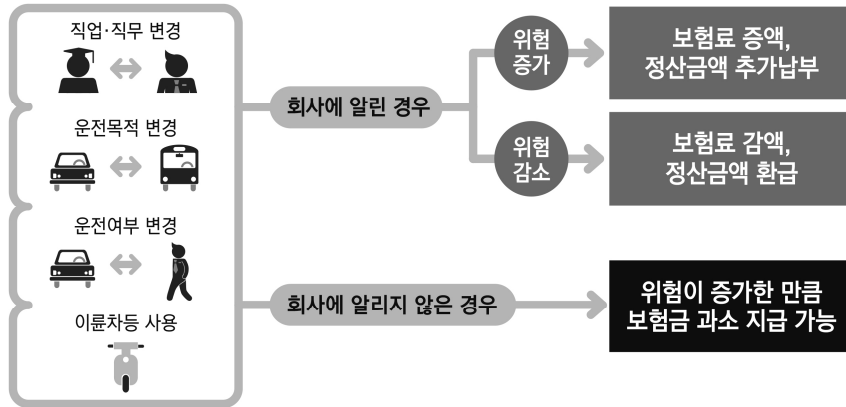 직업·직무 변경
운전목적 변경
운전여부 변경
이륜차등 사용
회사에 알린 경우
위험
증가
보험료 증액,
정산금액 추가납부
위험
감소
보험료 감액,
정산금액 환급
회사에 알리지 않은 경우
위험이 증가한 만큼
보험금 과소 지급 가능